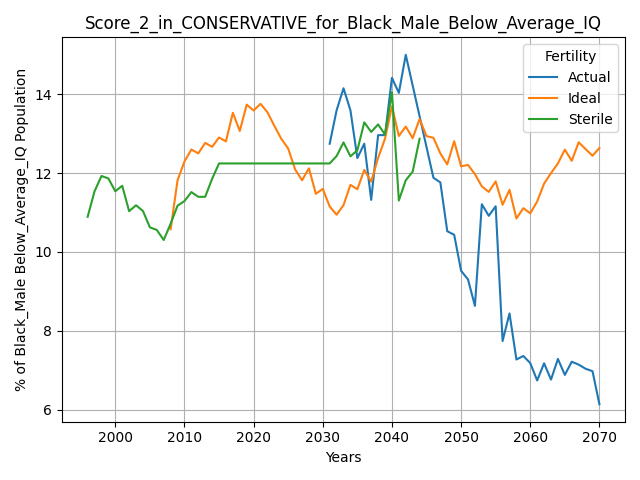 Score_2_in_CONSERVATIVE_for_Black_Male_Below_Average_IQ
% of Black_Male Below_Average_IQ Population
14
12
10
8
6
Fertility
Actual
Ideal
Sterile
2000 2010 2020 2030 2040 2050 2060 2070
Years